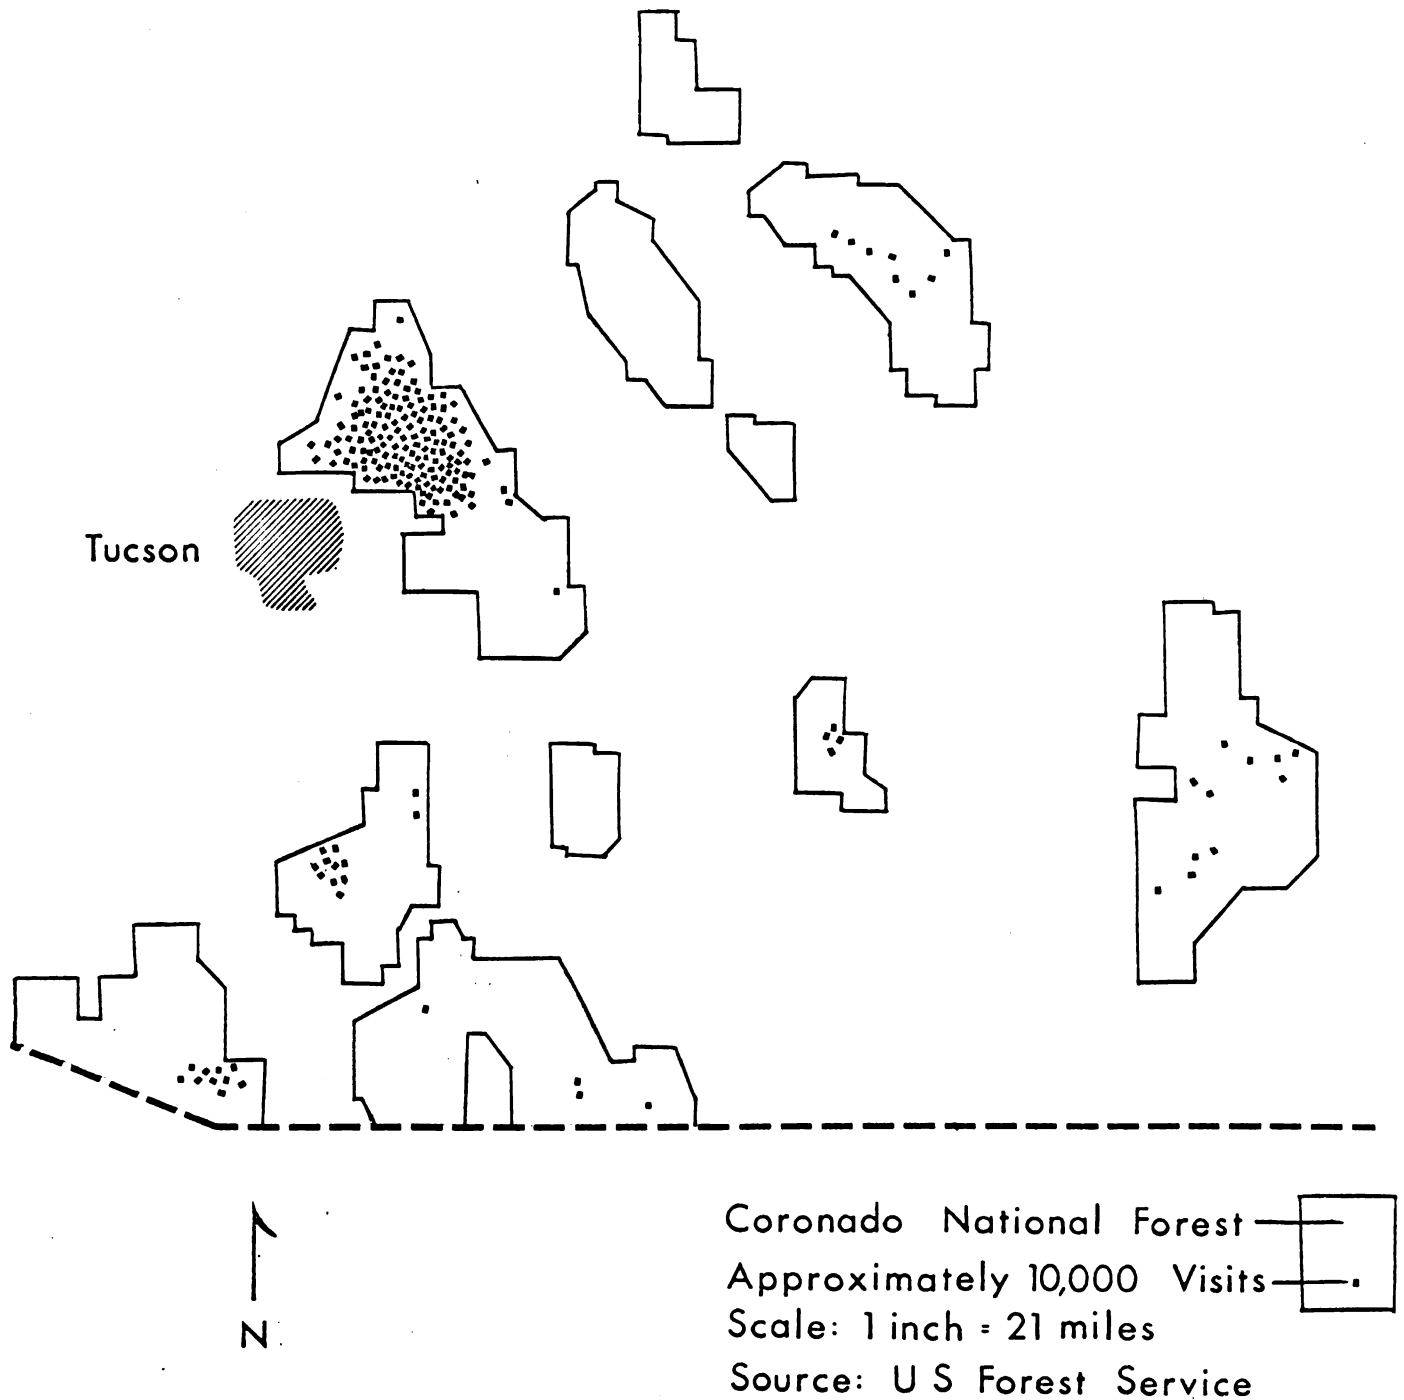 Tucson
N
Coronado National Forest
Approximately 10,000 Visits
Scale: 1 inch = 21 miles
Source: U S Forest Service